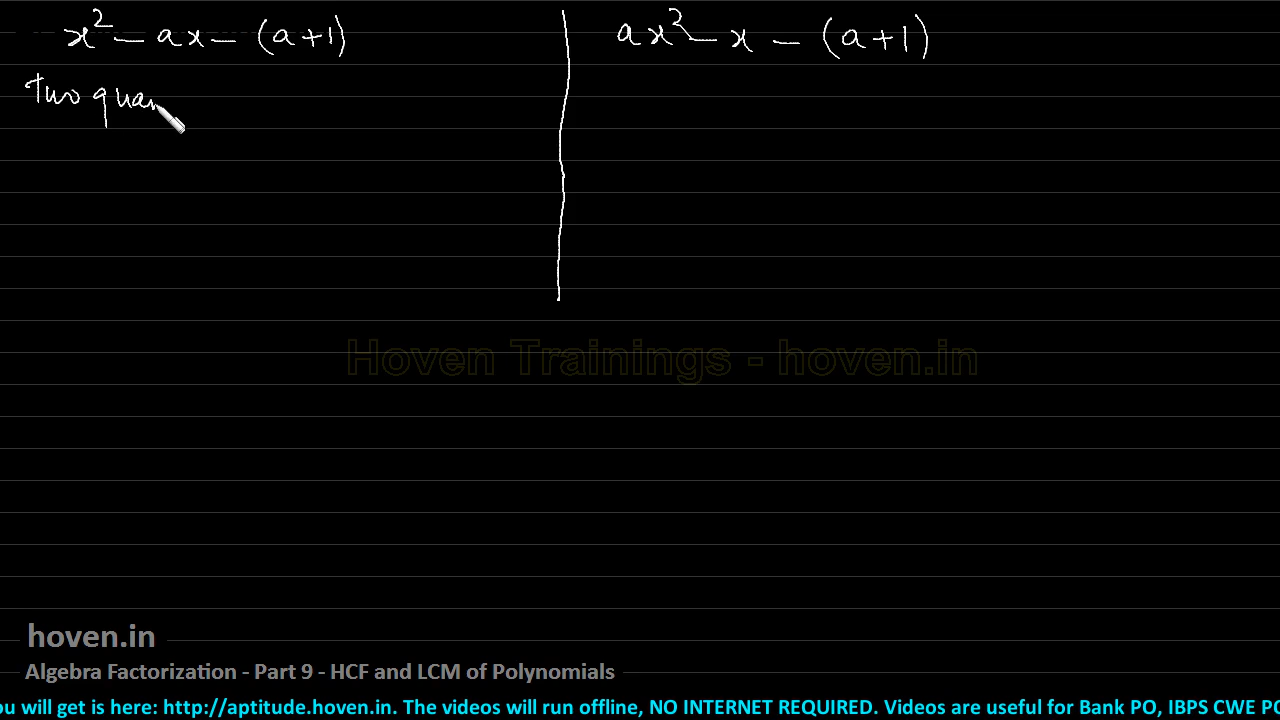 x² - ax - (a+1)
ax² - x - (a+1)
Two quan
Hoven Trainings - hoven.in
hoven.in
Algebra Factorization - Part 9 - HCF and LCM of Polynomials
ou will get is here: http://aptitude.hoven.in. The videos will run offline, NO INTERNET REQUIRED. Videos are useful for Bank PO, IBPS CWE PO